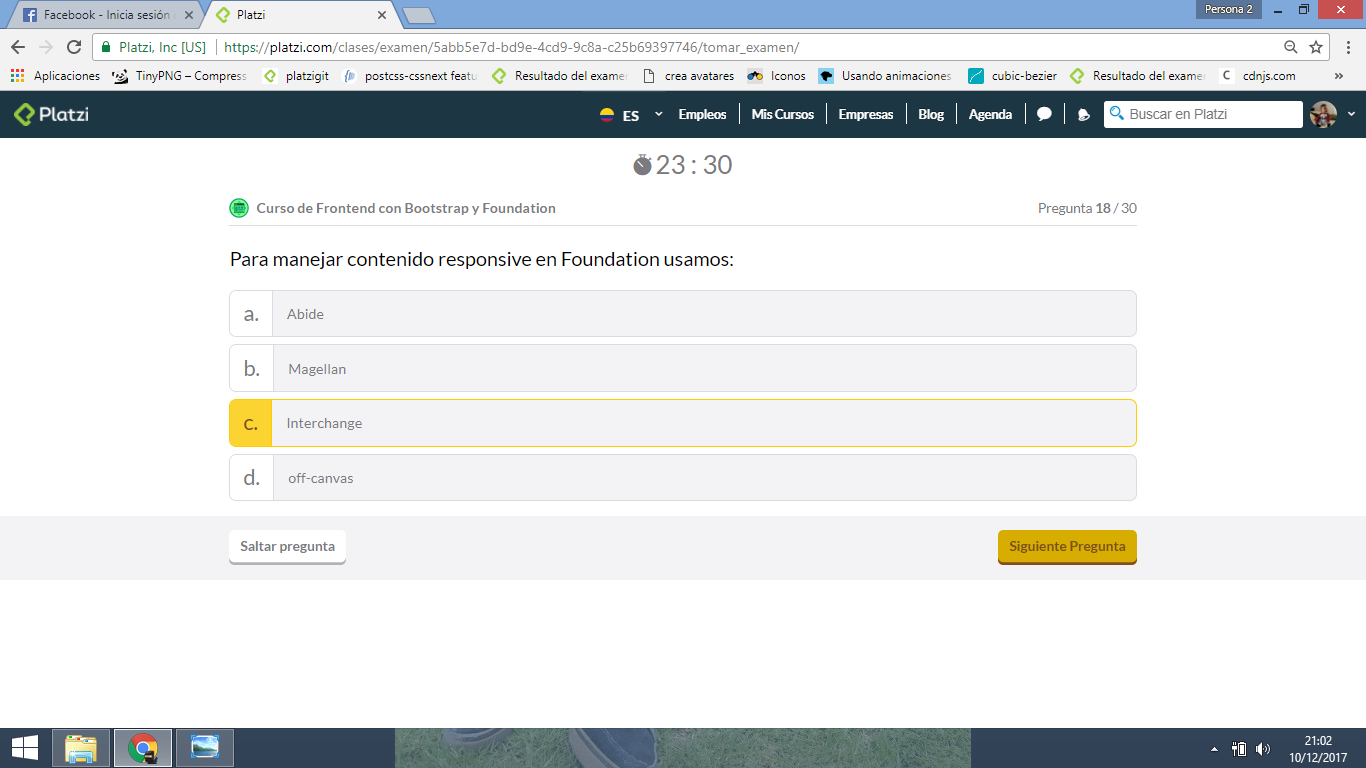 Facebook - Inicia sesión
Platzi
Persona 2
Platzi, Inc [US]
https://platzi.com/clases/examen/5abb5e7d-bd9e-4cd9-9c8a-c25b69397746/tomar_examen/
Aplicaciones
TinyPNG – Compress
platzigit
postcss-cssnext featu
Resultado del exame
crea avatares
Iconos
Usando animaciones
cubic-bezier
Resultado del exame
cdnjs.com
»
Platzi
ES
Empleos
Mis Cursos
Empresas
Blog
Agenda
Buscar en Platzi
23 : 30
Curso de Frontend con Bootstrap y Foundation
Pregunta 18 / 30
Para manejar contenido responsive en Foundation usamos:
a. Abide
b. Magellan
c. Interchange
d. off-canvas
Saltar pregunta
Siguiente Pregunta
21:02
10/12/2017